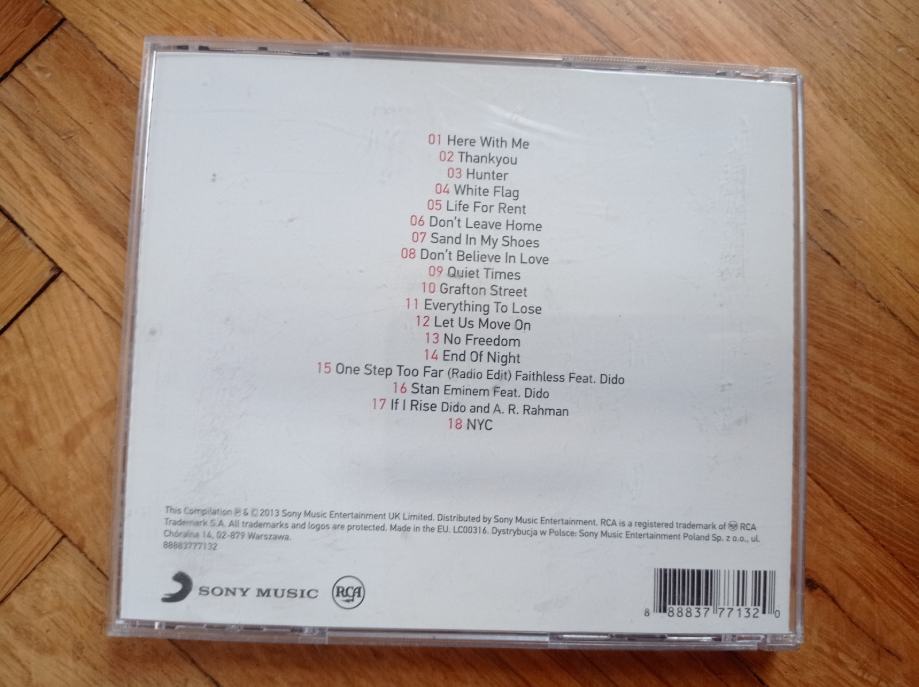 01 Here With Me
02 Thankyou
03 Hunter
04 White Flag
05 Life For Rent
06 Don't Leave Home
07 Sand In My Shoes
08 Don't Believe In Love
09 Quiet Times
10 Grafton Street
11 Everything To Lose
12 Let Us Move On
13 No Freedom
14 End Of Night
15 One Step Too Far (Radio Edit) Faithless Feat. Dido
16 Stan Eminem Feat. Dido
17 If I Rise Dido and A. R. Rahman
18 NYC
This Compilation ℗ & © 2013 Sony Music Entertainment UK Limited. Distributed by Sony Music Entertainment. RCA is a registered trademark of RCA RCA
Trademark S.A. All trademarks and logos are protected. Made in the EU. LC00316. Dystrybucja w Polsce: Sony Music Entertainment Poland Sp. z o.o., ul.
Chóralna 14, 02-879 Warszawa.
88883777132
SONY MUSIC RCA
8 88837 77132 0